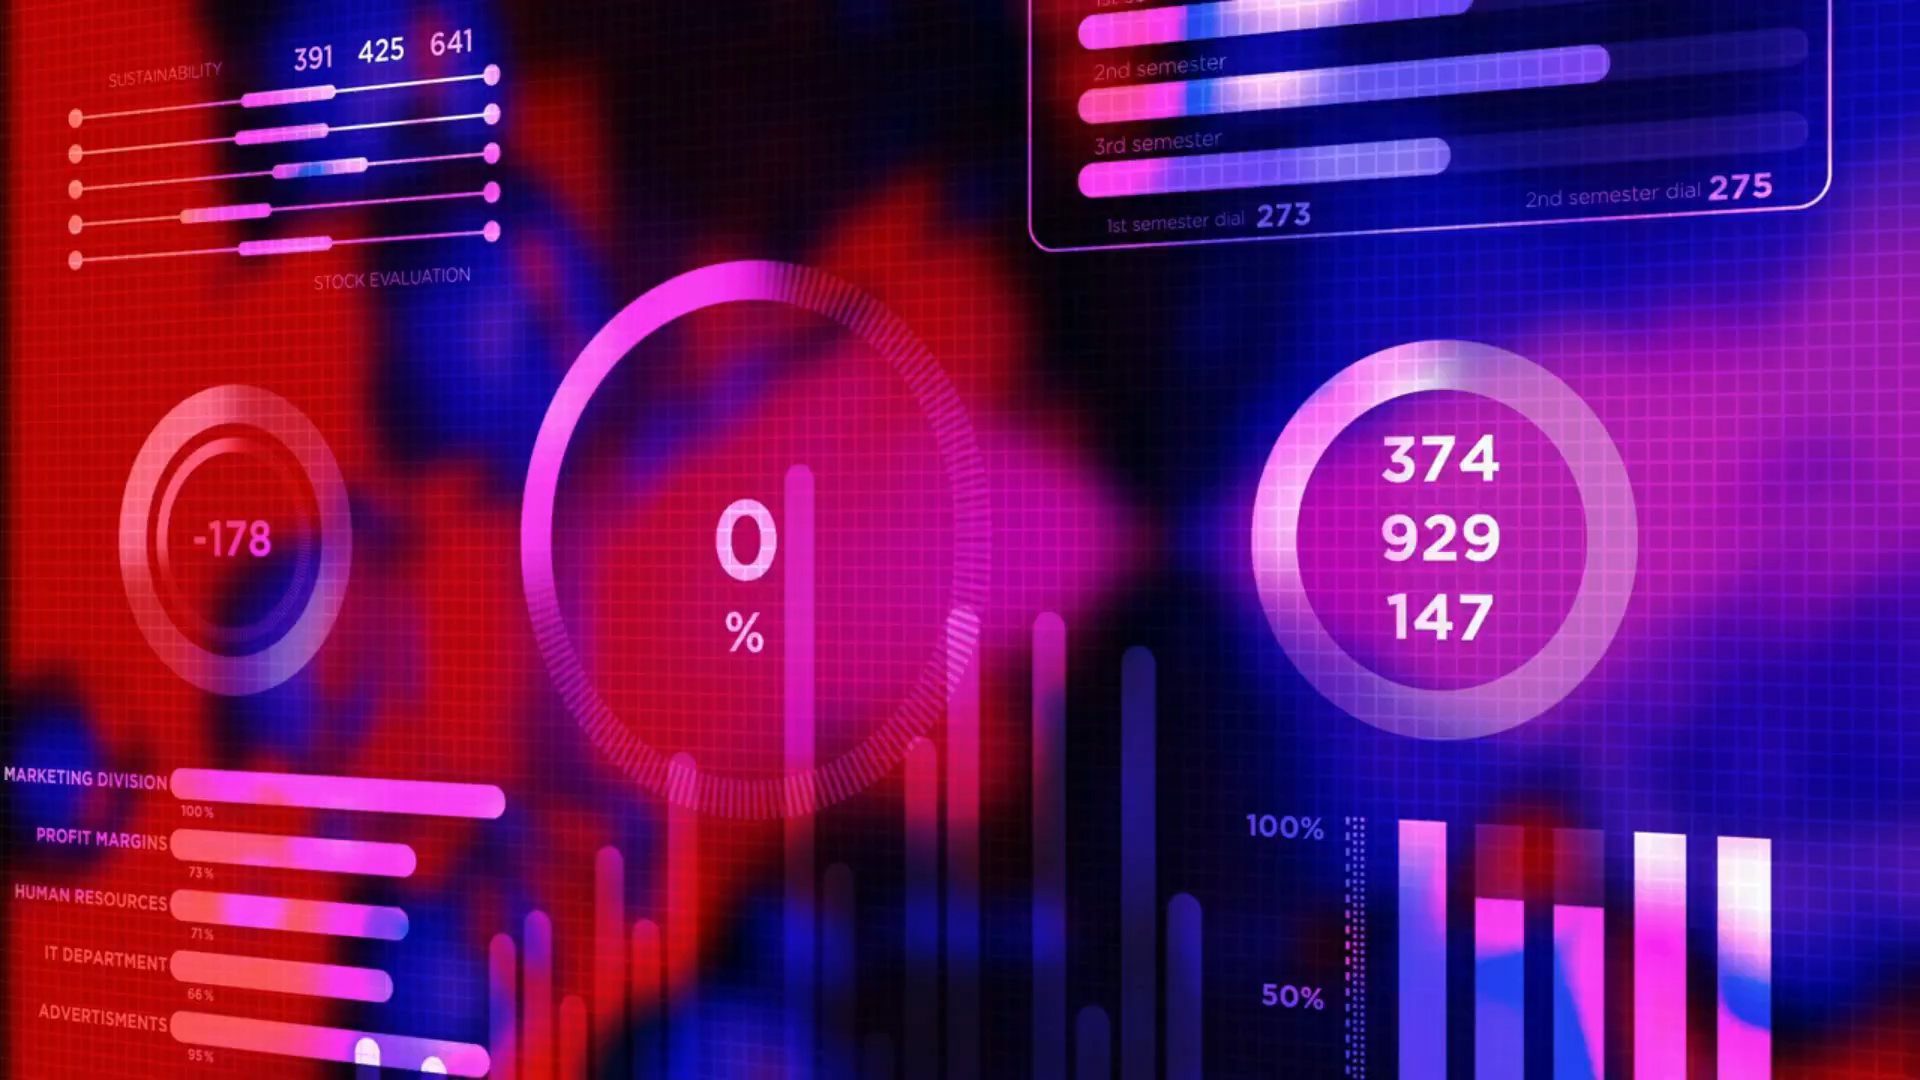 391 425 641
SUSTAINABILITY
STOCK EVALUATION
2nd semester
3rd semester
1st semester dial 273
2nd semester dial 275
-178
0
%
374
929
147
MARKETING DIVISION
100%
PROFIT MARGINS
73%
HUMAN RESOURCES
71%
IT DEPARTMENT
66%
ADVERTISMENTS
95%
100%
50%